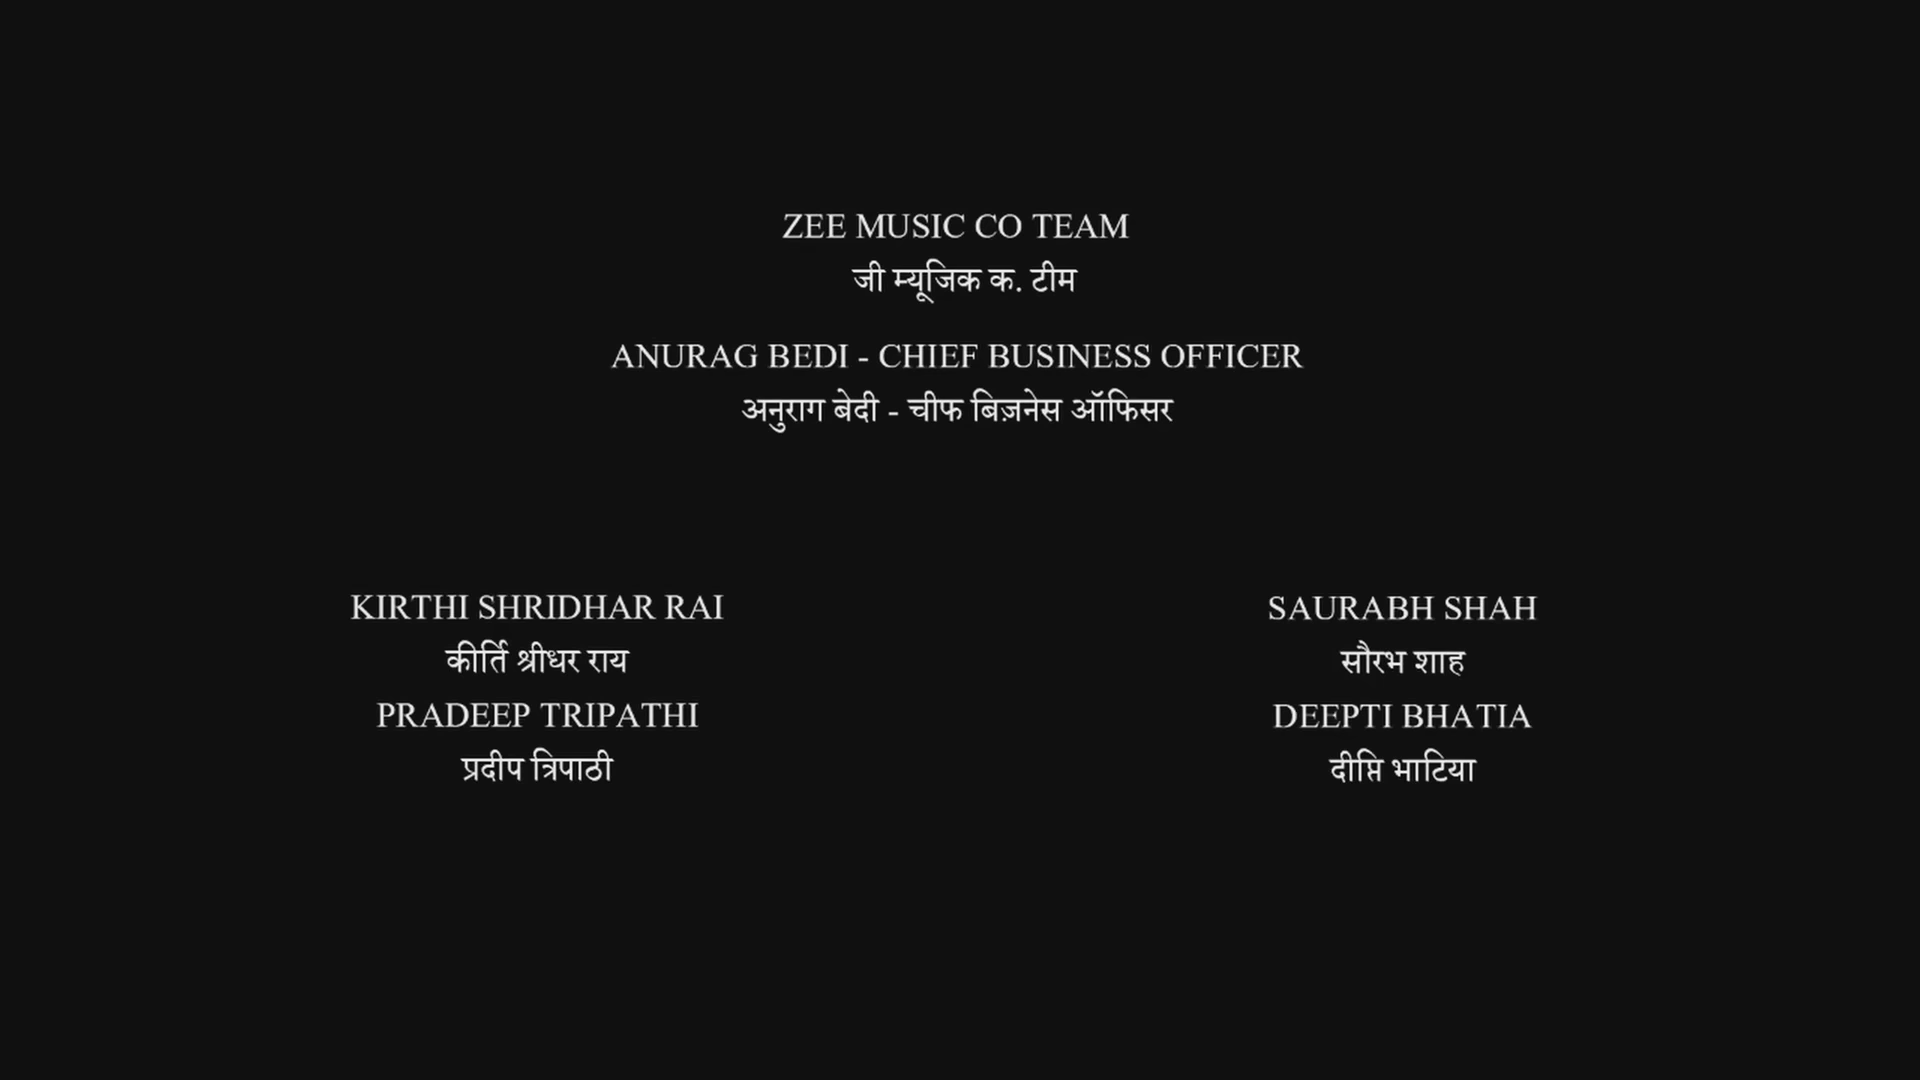 ZEE MUSIC CO TEAM
जी म्यूजिक क. टीम
ANURAG BEDI - CHIEF BUSINESS OFFICER
अनुराग बेदी - चीफ बिज़नेस ऑफिसर
KIRTHI SHRIDHAR RAI
कीर्ति श्रीधर राय
PRADEEP TRIPATHI
प्रदीप त्रिपाठी
SAURABH SHAH
सौरभ शाह
DEEPTI BHATIA
दीप्ति भाटिया